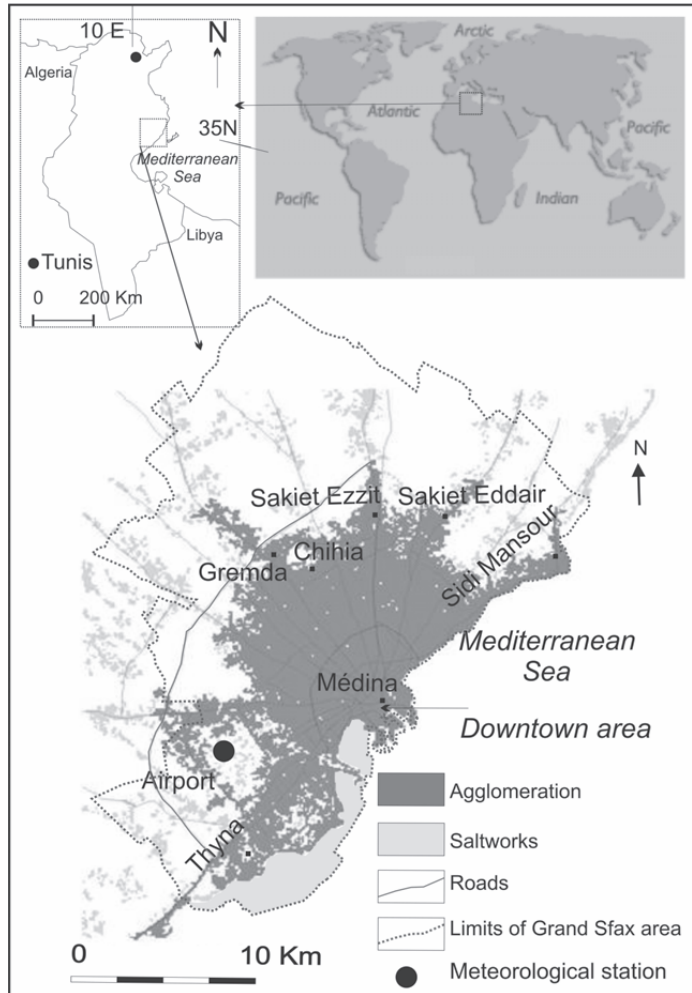 10 E
N
Algeria
Mediterranean
Sea
Libya
Tunis
0 200 Km
Arctic
Atlantic
35N
Pacific
Pacific
Indian
N
Sakiet Ezzit
Sakiet Eddair
Chihia
Gremda
Sidi Mansour
Mediterranean
Sea
Médina
Downtown area
Airport
Thyna
Agglomeration
Saltworks
Roads
Limits of Grand Sfax area
Meteorological station
0 10 Km